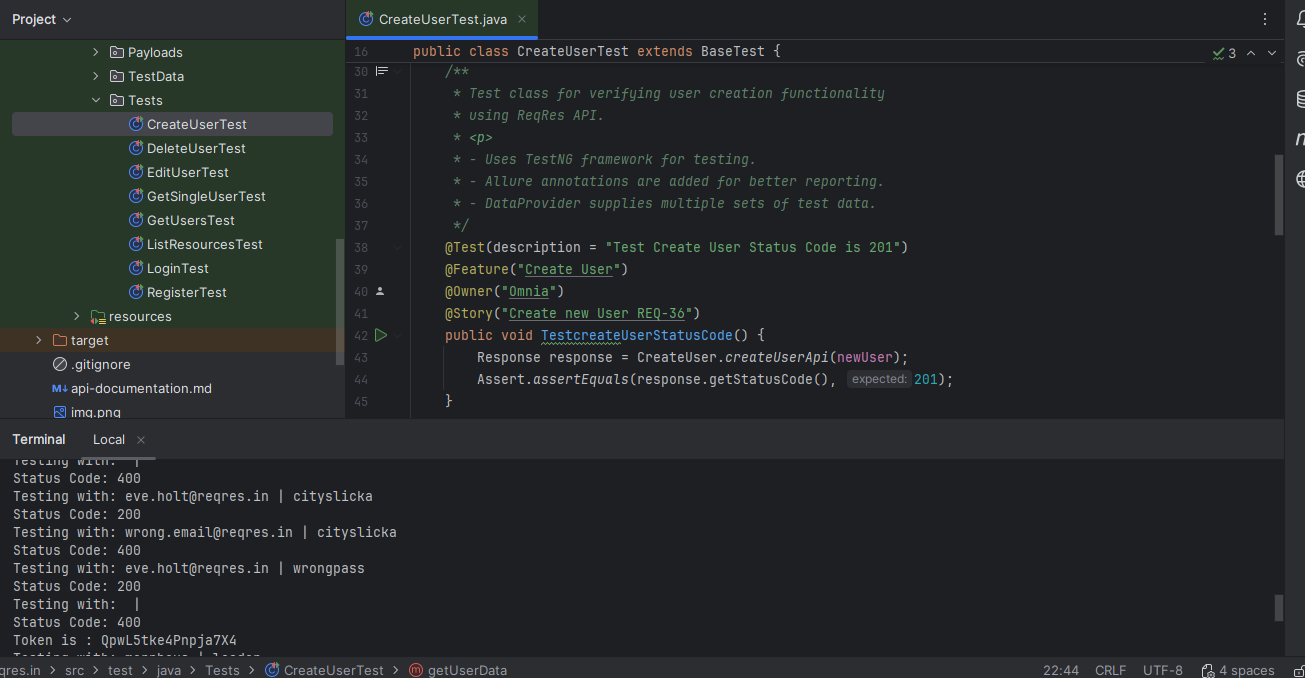 Project
CreateUserTest.java
Payloads
TestData
Tests
CreateUserTest
DeleteUserTest
EditUserTest
GetSingleUserTest
GetUsersTest
ListResourcesTest
LoginTest
RegisterTest
resources
target
.gitignore
api-documentation.md
img.png
16 public class CreateUserTest extends BaseTest {
3
30 /**
31 * Test class for verifying user creation functionality
32 * using ReqRes API.
33 * <p>
34 * - Uses TestNG framework for testing.
35 * - Allure annotations are added for better reporting.
36 * - DataProvider supplies multiple sets of test data.
37 */
38 @Test(description = "Test Create User Status Code is 201")
39 @Feature("Create User")
40 @Owner("Omnia")
41 @Story("Create new User REQ-36")
42 public void TestcreateUserStatusCode() {
43 Response response = CreateUser.createUserApi(newUser);
44 Assert.assertEquals(response.getStatusCode(), expected: 201);
45 }
Terminal Local
Testing with: |
Status Code: 400
Testing with: eve.holt@reqres.in | cityslicka
Status Code: 200
Testing with: wrong.email@reqres.in | cityslicka
Status Code: 400
Testing with: eve.holt@reqres.in | wrongpass
Status Code: 200
Testing with: |
Status Code: 400
Token is : QpwL5tke4Pnpja7X4
Testing with: morpheus | leader
qres.in > src > test > java > Tests > CreateUserTest > getUserData
22:44 CRLF UTF-8 4 spaces